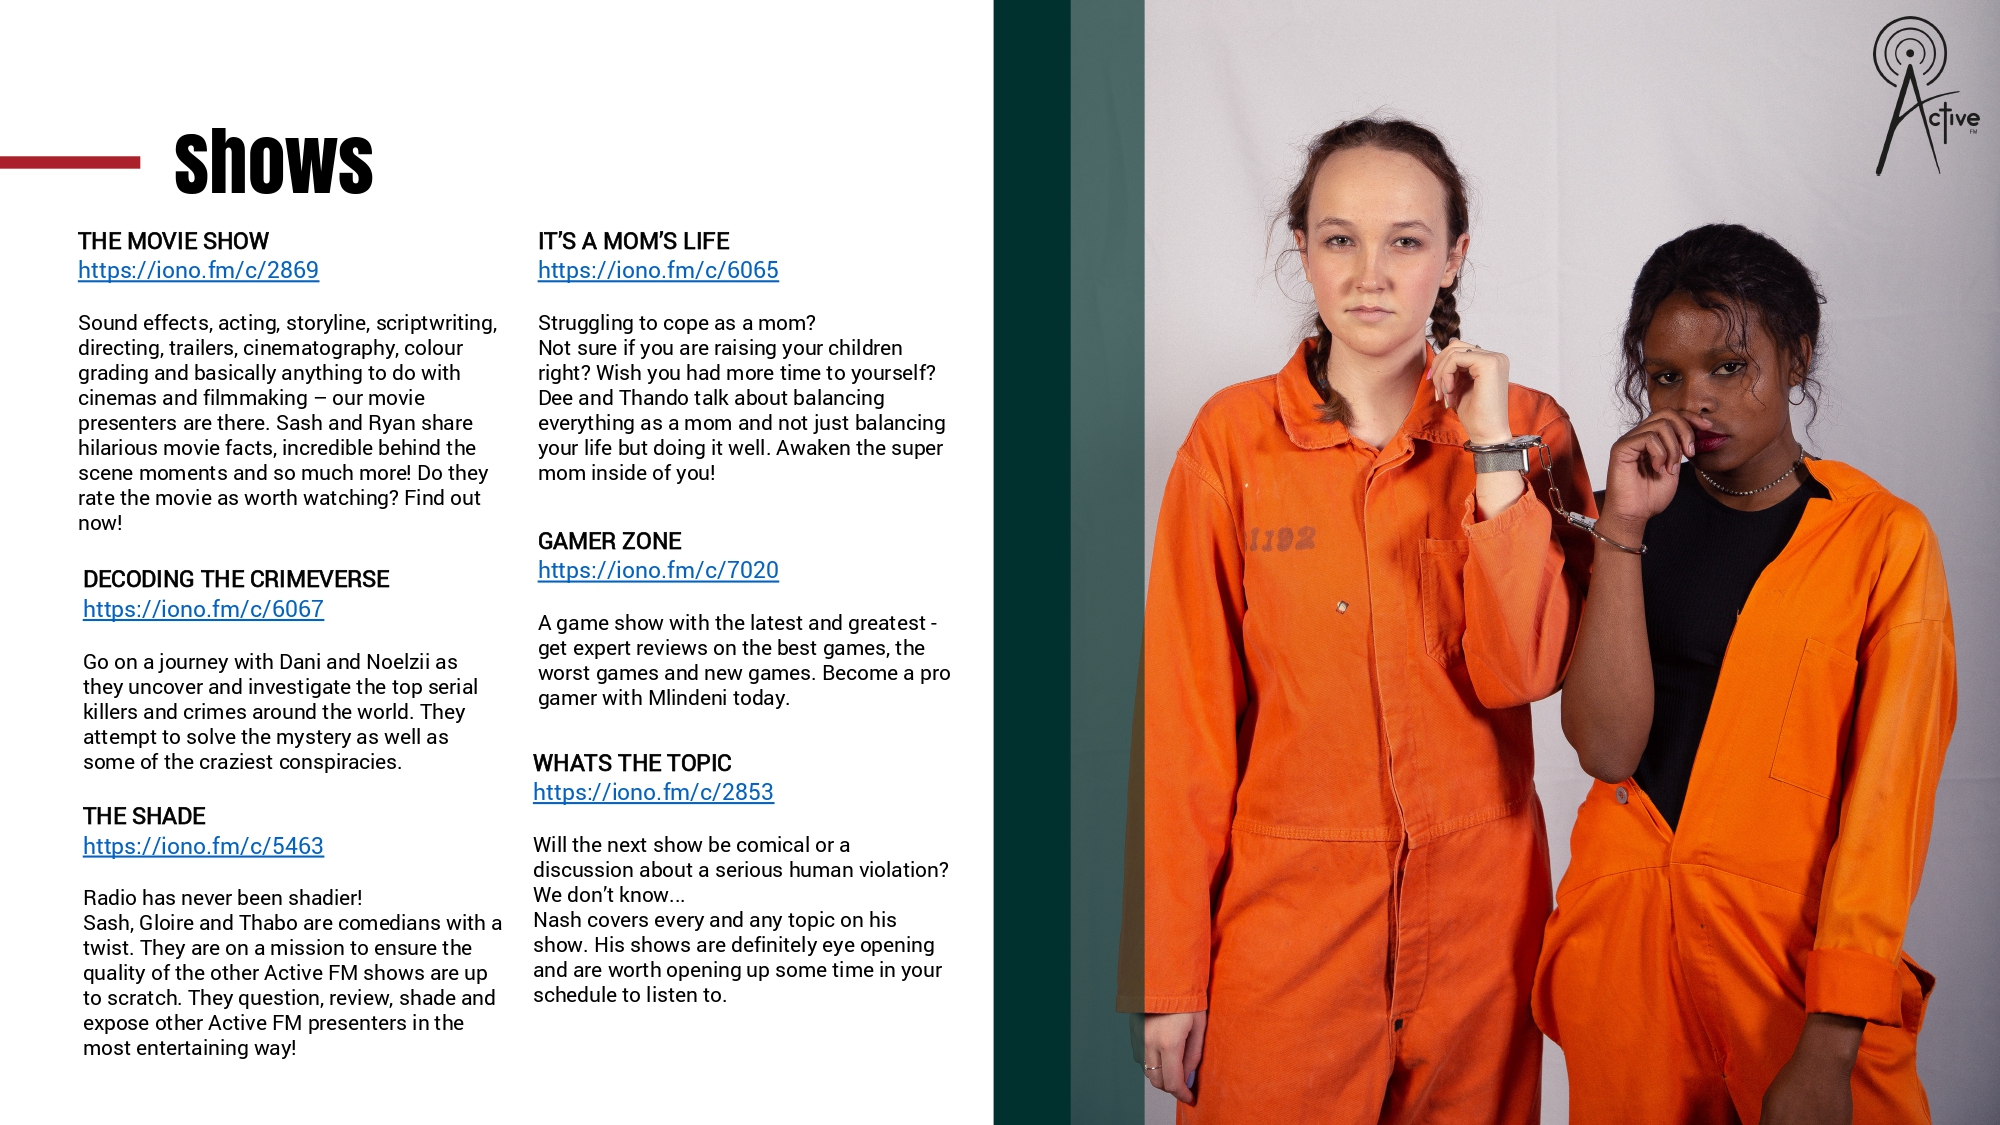 Shows
THE MOVIE SHOW
https://iono.fm/c/2869
Sound effects, acting, storyline, scriptwriting,
directing, trailers, cinematography, colour
grading and basically anything to do with
cinemas and filmmaking – our movie
presenters are there. Sash and Ryan share
hilarious movie facts, incredible behind the
scene moments and so much more! Do they
rate the movie as worth watching? Find out
now!
DECODING THE CRIMEVERSE
https://iono.fm/c/6067
Go on a journey with Dani and Noelzii as
they uncover and investigate the top serial
killers and crimes around the world. They
attempt to solve the mystery as well as
some of the craziest conspiracies.
THE SHADE
https://iono.fm/c/5463
Radio has never been shadier!
Sash, Gloire and Thabo are comedians with a
twist. They are on a mission to ensure the
quality of the other Active FM shows are up
to scratch. They question, review, shade and
expose other Active FM presenters in the
most entertaining way!
IT’S A MOM’S LIFE
https://iono.fm/c/6065
Struggling to cope as a mom?
Not sure if you are raising your children
right? Wish you had more time to yourself?
Dee and Thando talk about balancing
everything as a mom and not just balancing
your life but doing it well. Awaken the super
mom inside of you!
GAMER ZONE
https://iono.fm/c/7020
A game show with the latest and greatest -
get expert reviews on the best games, the
worst games and new games. Become a pro
gamer with Mlindeni today.
WHATS THE TOPIC
https://iono.fm/c/2853
Will the next show be comical or a
discussion about a serious human violation?
We don’t know...
Nash covers every and any topic on his
show. His shows are definitely eye opening
and are worth opening up some time in your
schedule to listen to.
Active
FM